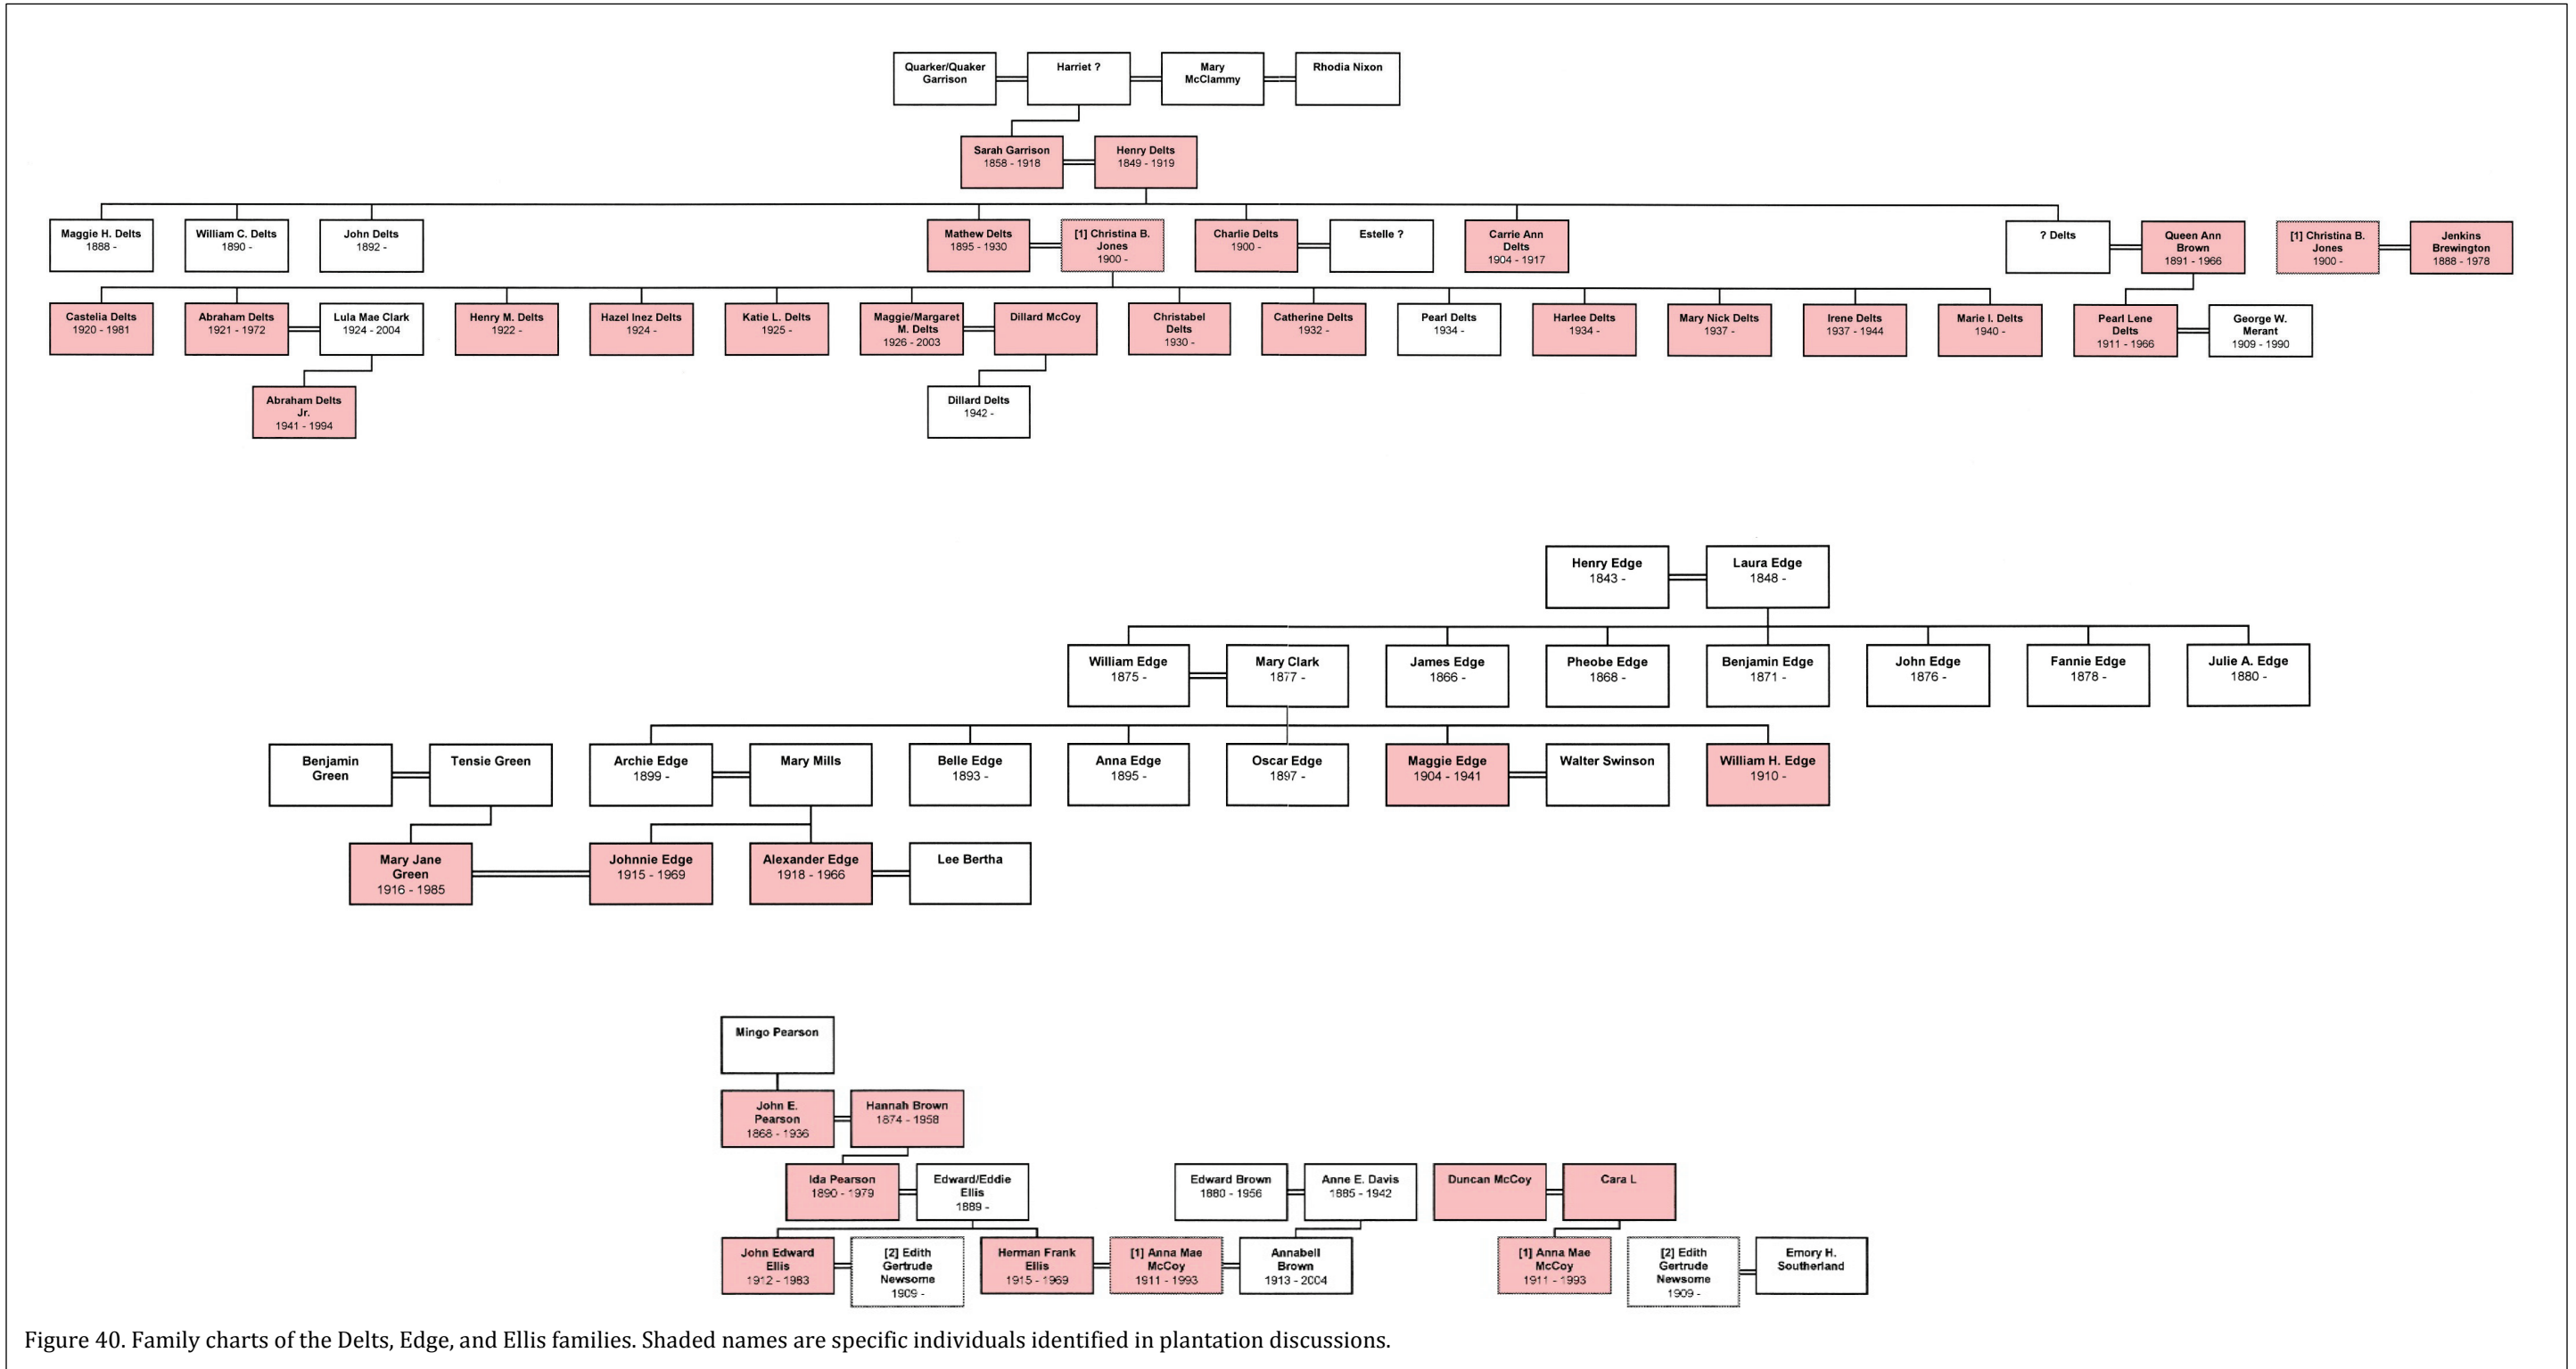 Quarker/Quaker
Garrison
Harriet ?
Mary
McClammy
Rhodia Nixon
Sarah Garrison
1858 - 1918
Henry Delts
1849 - 1919
Maggie H. Delts
1888 -
William C. Delts
1890 -
John Delts
1892 -
Mathew Delts
1895 - 1930
[1] Christina B.
Jones
1900 -
Charlie Delts
1900 -
Estelle ?
Carrie Ann
Delts
1904 - 1917
? Delts
Queen Ann
Brown
1891 - 1966
[1] Christina B.
Jones
1900 -
Jenkins
Brewington
1888 - 1978
Castelia Delts
1920 - 1981
Abraham Delts
1921 - 1972
Lula Mae Clark
1924 - 2004
Henry M. Delts
1922 -
Hazel Inez Delts
1924 -
Katie L. Delts
1925 -
Maggie/Margaret
M. Delts
1926 - 2003
Dillard McCoy
Christabel
Delts
1930 -
Catherine Delts
1932 -
Pearl Delts
1934 -
Harlee Delts
1934 -
Mary Nick Delts
1937 -
Irene Delts
1937 - 1944
Marie I. Delts
1940 -
Pearl Lene
Delts
1911 - 1966
George W.
Merant
1909 - 1990
Abraham Delts
Jr.
1941 - 1994
Dillard Delts
1942 -
Henry Edge
1843 -
Laura Edge
1848 -
William Edge
1875 -
Mary Clark
1877 -
James Edge
1866 -
Pheobe Edge
1868 -
Benjamin Edge
1871 -
John Edge
1876 -
Fannie Edge
1878 -
Julie A. Edge
1880 -
Benjamin
Green
Tensie Green
Archie Edge
1899 -
Mary Mills
Belle Edge
1893 -
Anna Edge
1895 -
Oscar Edge
1897 -
Maggie Edge
1904 - 1941
Walter Swinson
William H. Edge
1910 -
Mary Jane
Green
1916 - 1985
Johnnie Edge
1915 - 1969
Alexander Edge
1918 - 1966
Lee Bertha
Mingo Pearson
John E.
Pearson
1868 - 1936
Hannah Brown
1874 - 1958
Ida Pearson
1890 - 1979
Edward/Eddie
Ellis
1889 -
Edward Brown
1880 - 1956
Anne E. Davis
1885 - 1942
Duncan McCoy
Cara L
John Edward
Ellis
1912 - 1983
[2] Edith
Gertrude
Newsome
1909 -
Herman Frank
Ellis
1915 - 1969
[1] Anna Mae
McCoy
1911 - 1993
Annabell
Brown
1913 - 2004
[1] Anna Mae
McCoy
1911 - 1993
[2] Edith
Gertrude
Newsome
1909 -
Emory H.
Southerland
Figure 40. Family charts of the Delts, Edge, and Ellis families. Shaded names are specific individuals identified in plantation discussions.